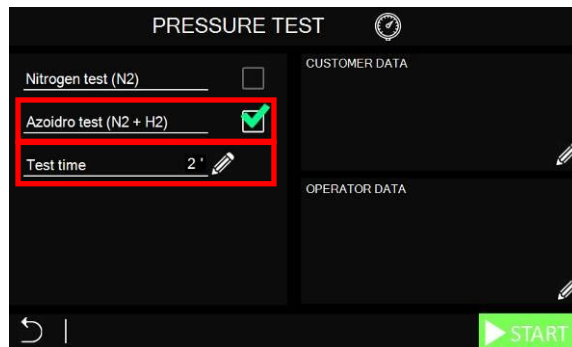 PRESSURE TEST
Nitrogen test (N2)
Azoidro test (N2 + H2)
Test time 2 '
CUSTOMER DATA
OPERATOR DATA
START